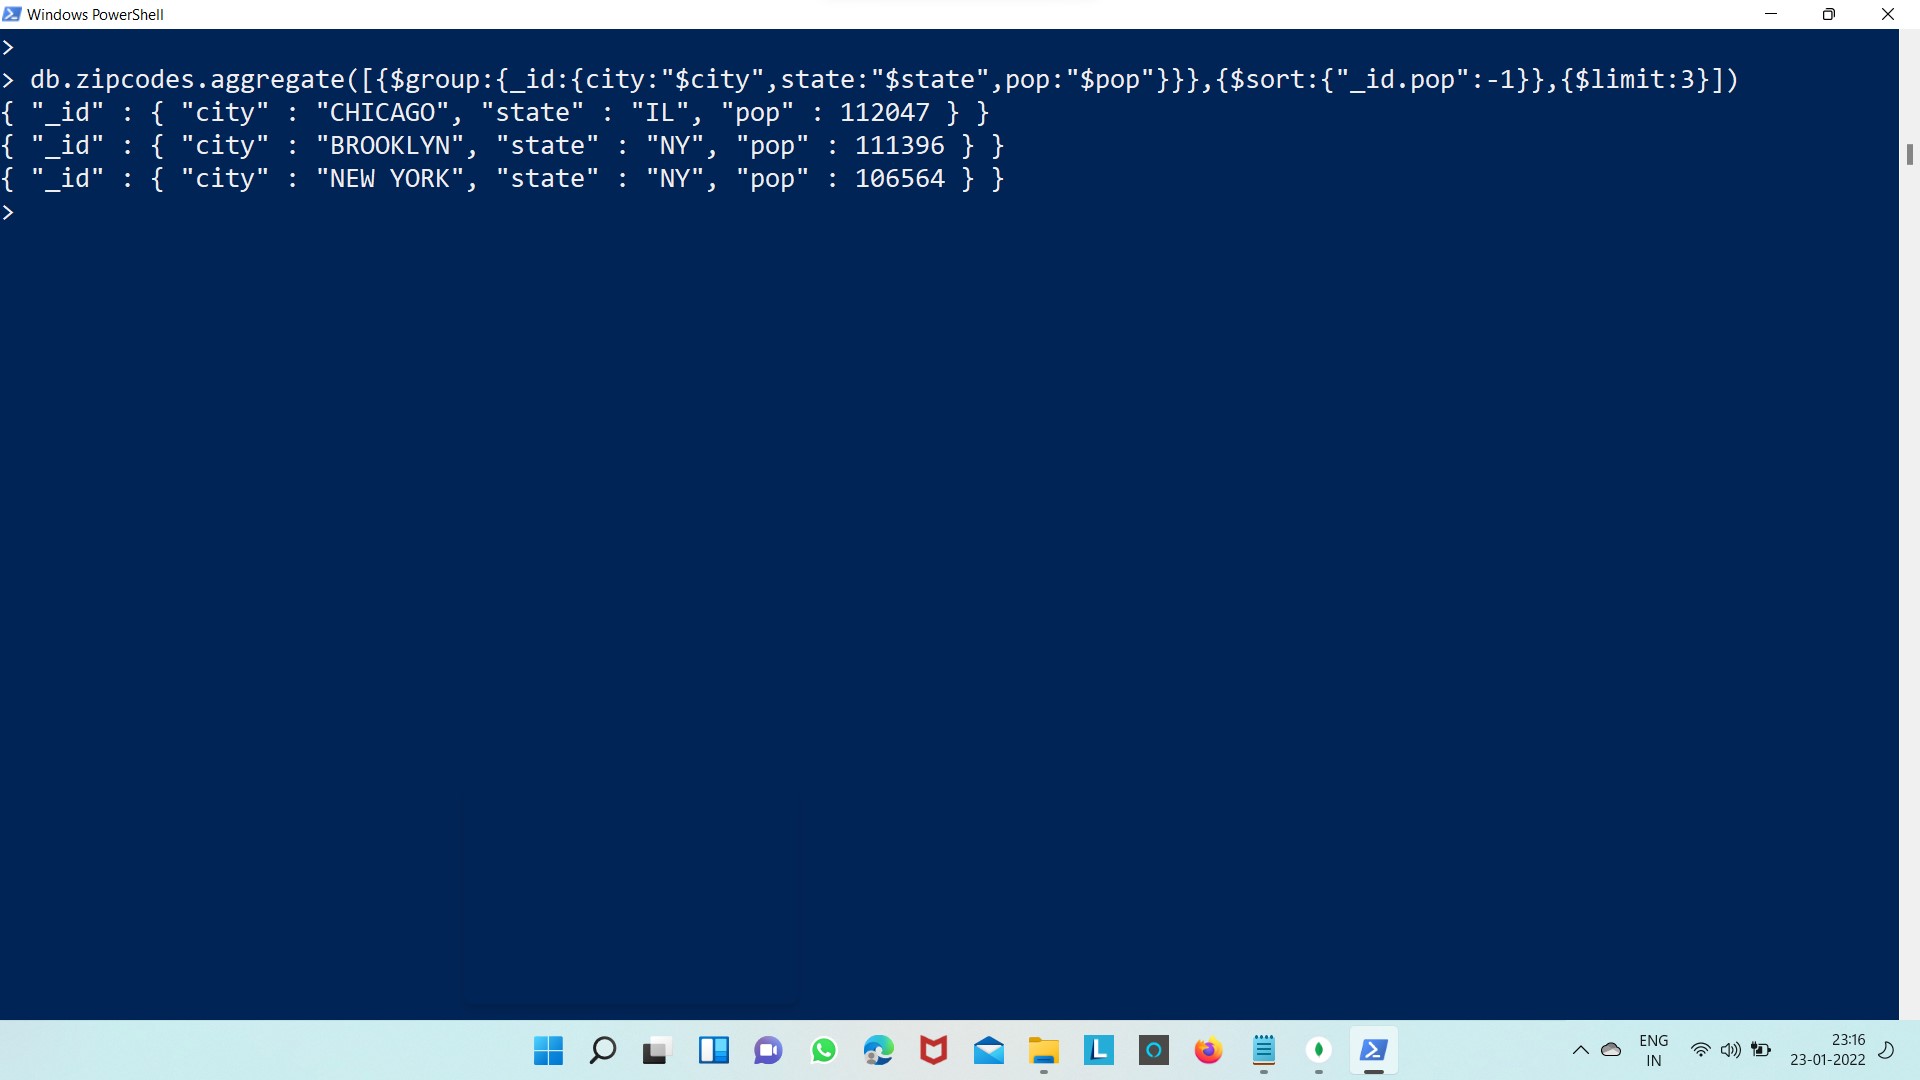 Windows PowerShell
>
> db.zipcodes.aggregate([{$group:{_id:{city:"$city",state:"$state",pop:"$pop"}}},{$sort:{"_id.pop":-1}},{$limit:3}])
{ "_id" : { "city" : "CHICAGO", "state" : "IL", "pop" : 112047 } }
{ "_id" : { "city" : "BROOKLYN", "state" : "NY", "pop" : 111396 } }
{ "_id" : { "city" : "NEW YORK", "state" : "NY", "pop" : 106564 } }
>
L
ENG
IN
23:16
23-01-2022